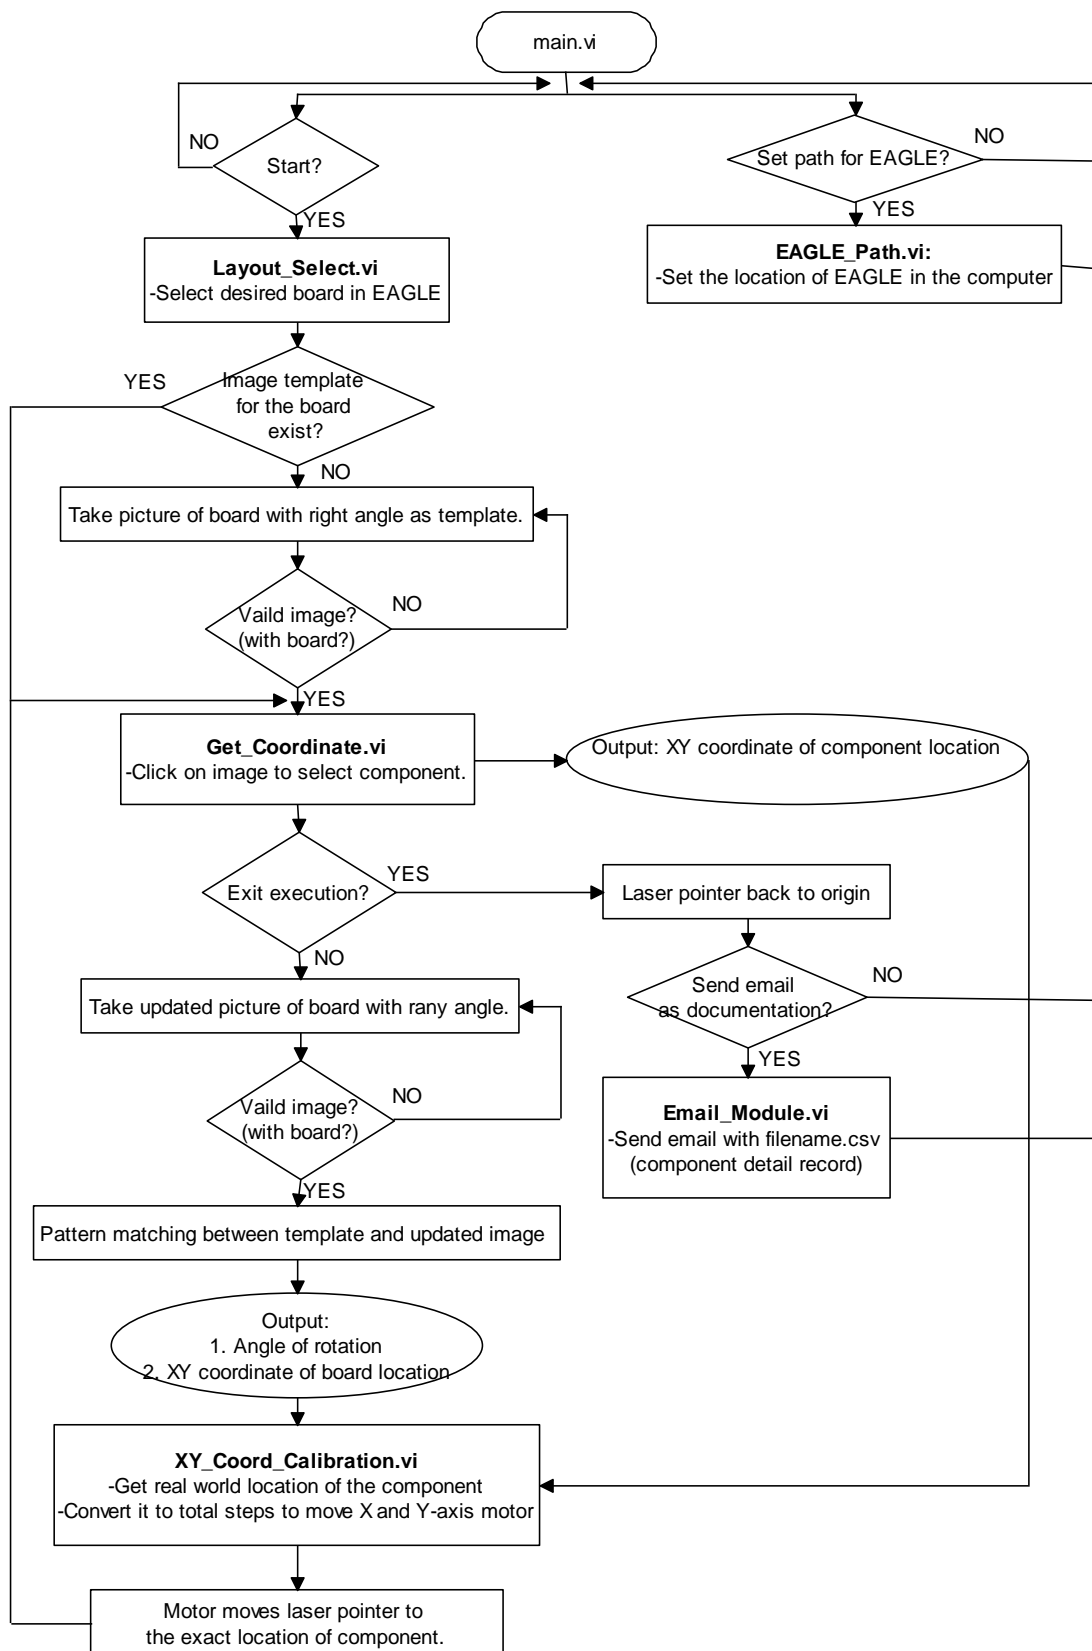 main.vi
NO
Start?
YES
Set path for EAGLE?
NO
YES
Layout_Select.vi
-Select desired board in EAGLE
EAGLE_Path.vi:
-Set the location of EAGLE in the computer
YES
Image template
for the board
exist?
NO
Take picture of board with right angle as template.
Vaild image?
(with board?)
NO
YES
Get_Coordinate.vi
-Click on image to select component.
Output: XY coordinate of component location
Exit execution?
YES
Laser pointer back to origin
NO
Send email
as documentation?
NO
YES
Take updated picture of board with rany angle.
Vaild image?
(with board?)
NO
YES
Email_Module.vi
-Send email with filename.csv
(component detail record)
Pattern matching between template and updated image
Output:
1. Angle of rotation
2. XY coordinate of board location
XY_Coord_Calibration.vi
-Get real world location of the component
-Convert it to total steps to move X and Y-axis motor
Motor moves laser pointer to
the exact location of component.